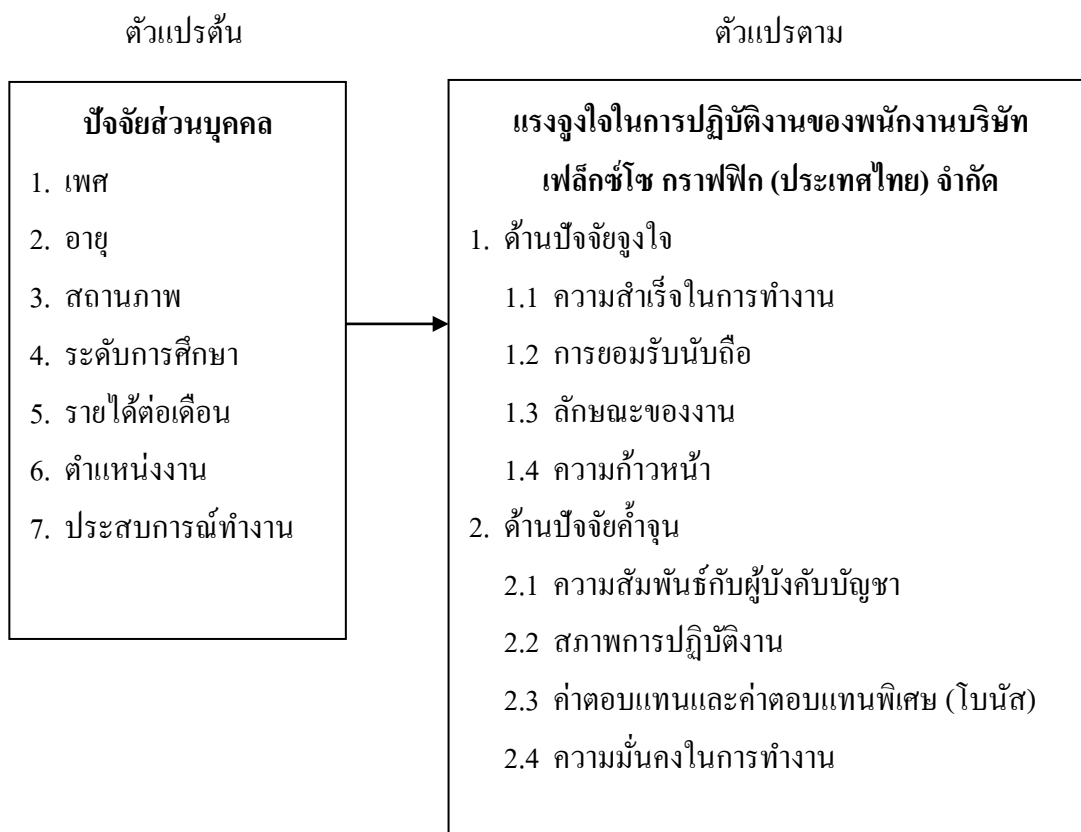 ตัวแปรต้น
ตัวแปรตาม
ปัจจัยส่วนบุคคล
1. เพศ
2. อายุ
3. สถานภาพ
4. ระดับการศึกษา
5. รายได้ต่อเดือน
6. ตำแหน่งงาน
7. ประสบการณ์ทำงาน
แรงจูงใจในการปฏิบัติงานของพนักงานบริษัท
เฟล็กซ์โซ กราฟฟิก (ประเทศไทย) จำกัด
1. ด้านปัจจัยจูงใจ
1.1 ความสำเร็จในการทำงาน
1.2 การยอมรับนับถือ
1.3 ลักษณะของงาน
1.4 ความก้าวหน้า
2. ด้านปัจจัยค้ำจุน
2.1 ความสัมพันธ์กับผู้บังคับบัญชา
2.2 สภาพการปฏิบัติงาน
2.3 ค่าตอบแทนและค่าตอบแทนพิเศษ (โบนัส)
2.4 ความมั่นคงในการทำงาน